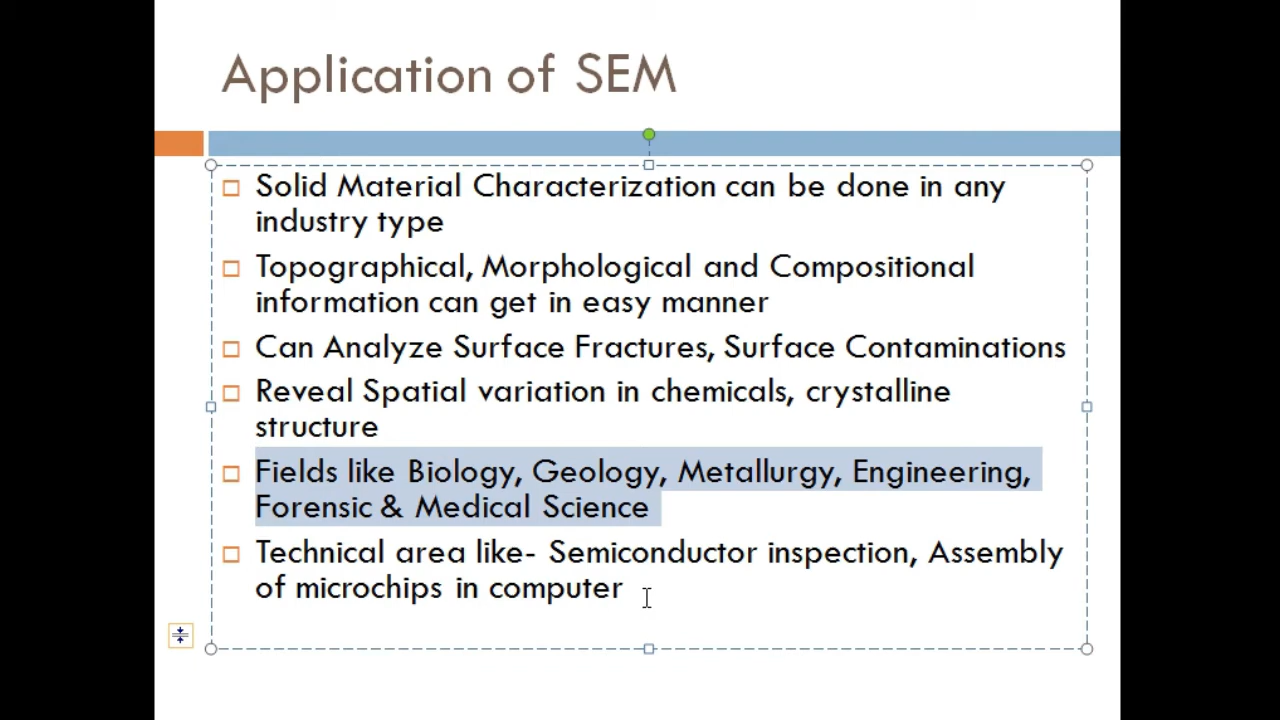 Application of SEM
Solid Material Characterization can be done in any
industry type
Topographical, Morphological and Compositional
information can get in easy manner
Can Analyze Surface Fractures, Surface Contaminations
Reveal Spatial variation in chemicals, crystalline
structure
Fields like Biology, Geology, Metallurgy, Engineering,
Forensic & Medical Science
Technical area like- Semiconductor inspection, Assembly
of microchips in computer